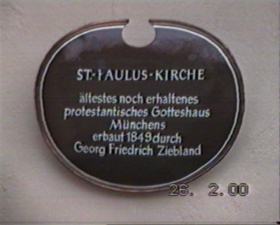 ST.-PAULUS-KIRCHE
ältestes noch erhaltenes
protestantisches Gotteshaus
Münchens
erbaut 1849 durch
Georg Friedrich Ziebland
26. 2.00